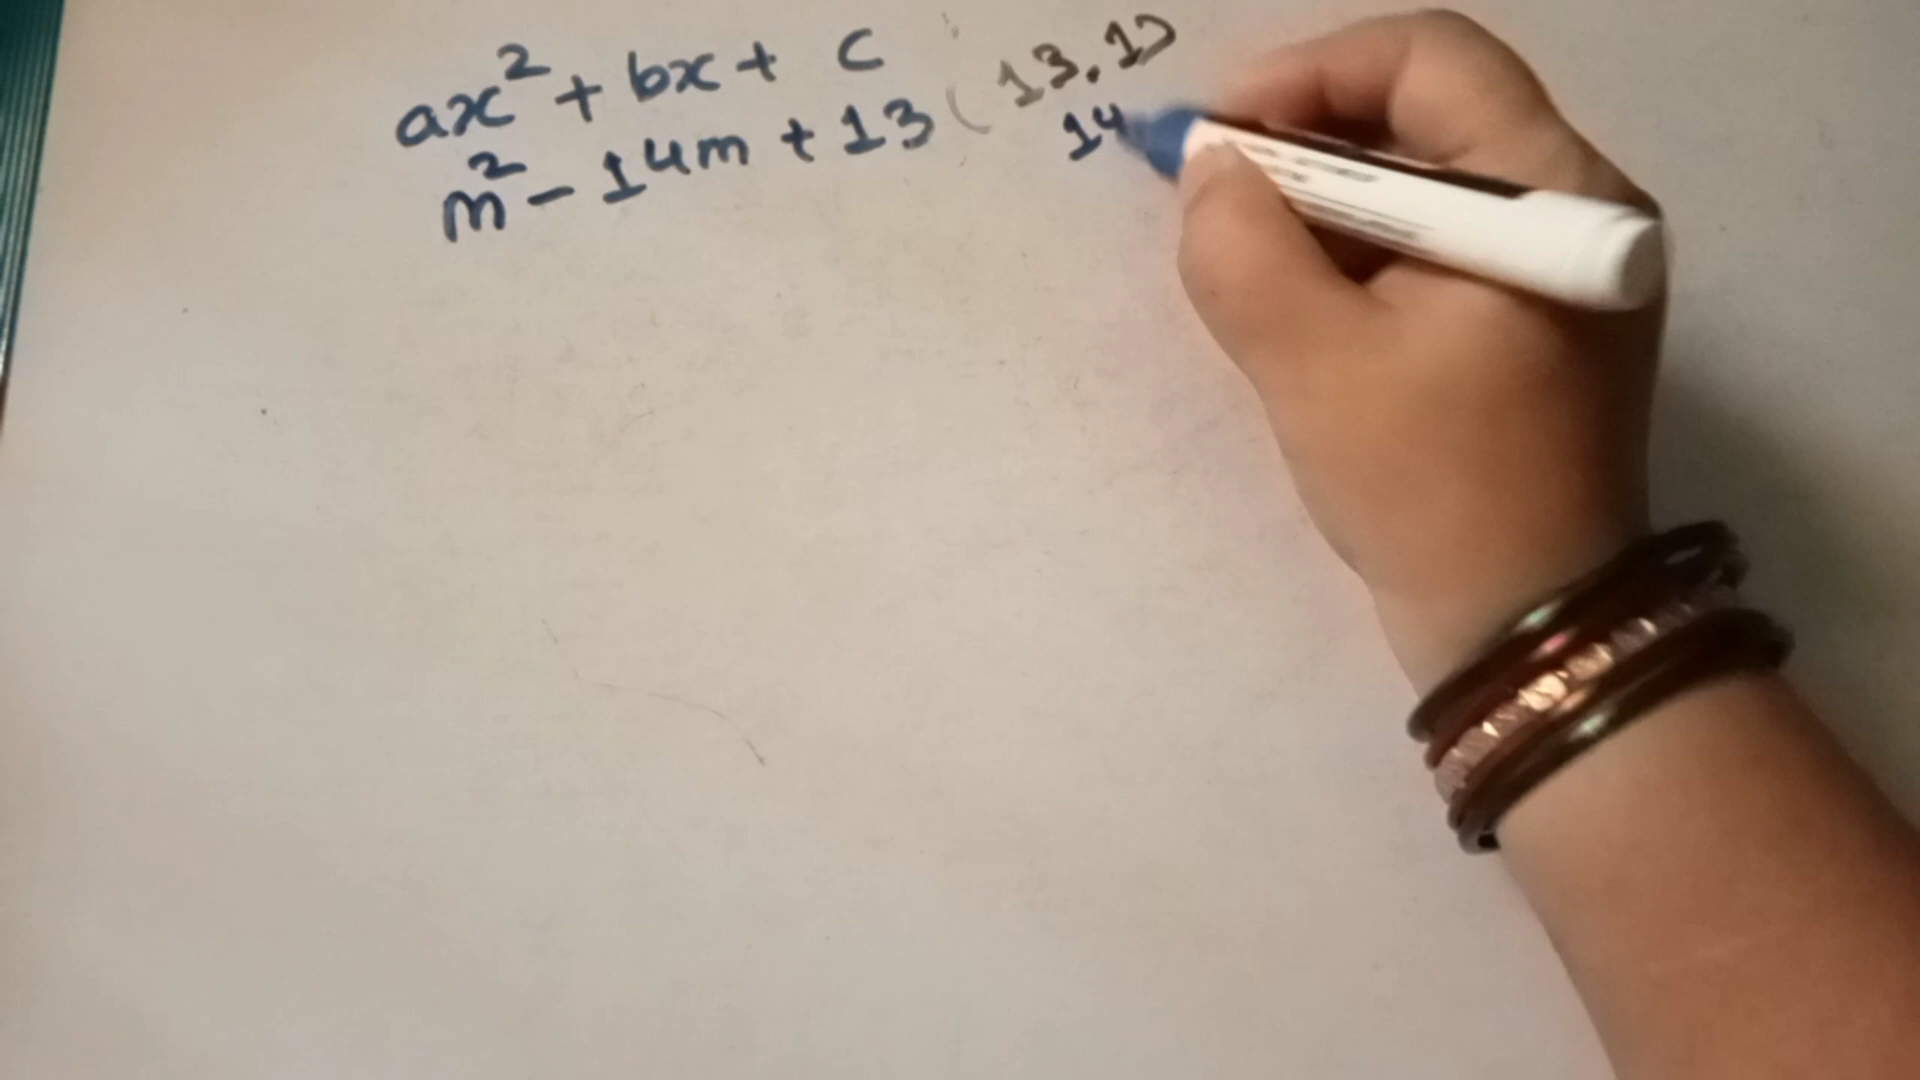 ax² + bx + c
m² - 14m + 13 (13, 1)
14